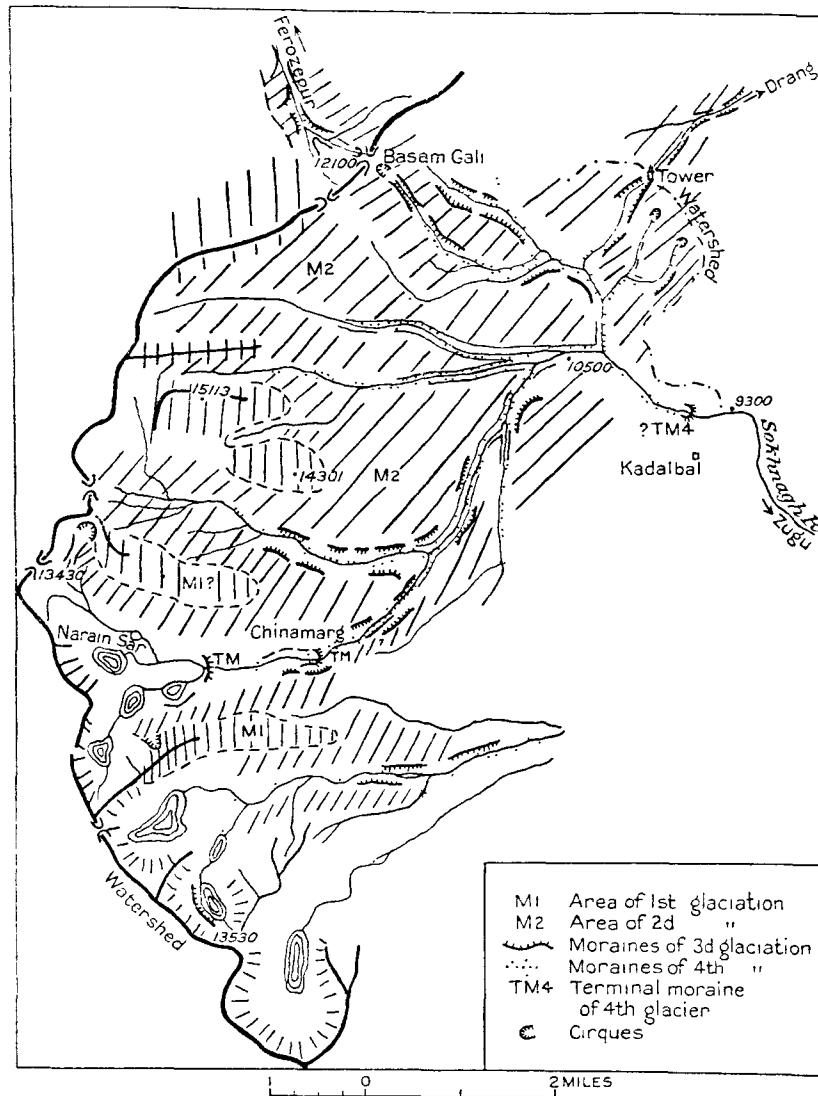 Ferozepur
Drang
12100
Basam Gali
Tower
Watershed
M2
15113
10500
9300
?TM4
Kadalbal
Sokhnagh R
Zugu
14301
M2
13430
M1?
Narain Sar
Chinamarg
TM
TM
?
M1
Watershed
13530
M1 Area of 1st glaciation
M2 Area of 2d "
Moraines of 3d glaciation
Moraines of 4th "
TM4 Terminal moraine
of 4th glacier
Cirques
1 0 2 MILES